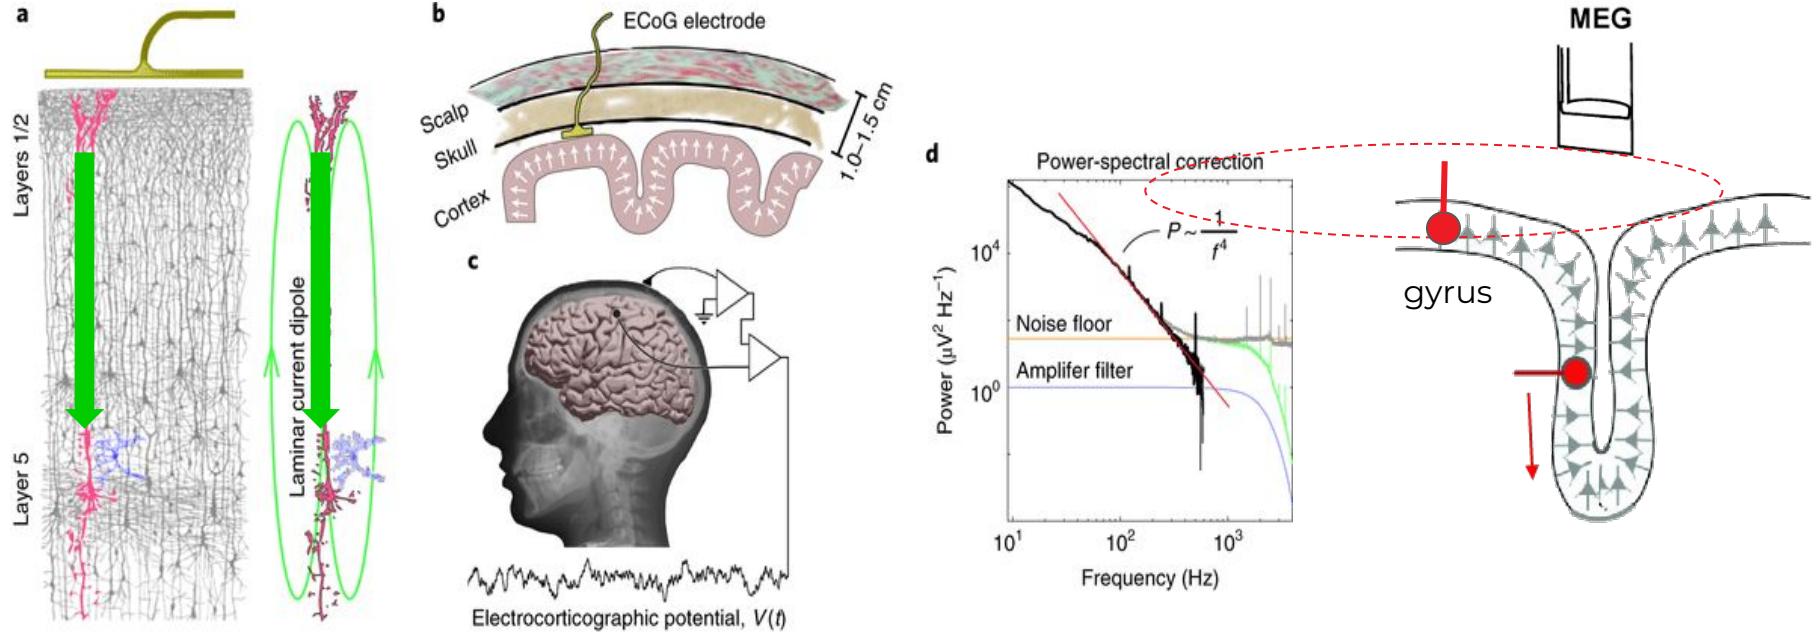 a
Layers 1/2
Layer 5
Laminar current dipole
b
ECoG electrode
Scalp
Skull
Cortex
1.0–1.5 cm
c
Electrocorticographic potential, V(t)
d
Power-spectral correction
P ~ 1/f⁴
10⁴
Noise floor
Amplifer filter
10⁰
Power (μV² Hz⁻¹)
10¹ 10² 10³
Frequency (Hz)
MEG
gyrus